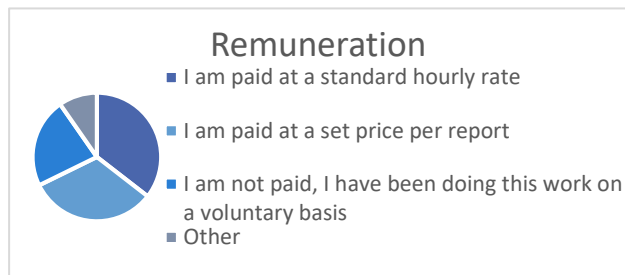 Remuneration
I am paid at a standard hourly rate
I am paid at a set price per report
I am not paid, I have been doing this work on
a voluntary basis
Other